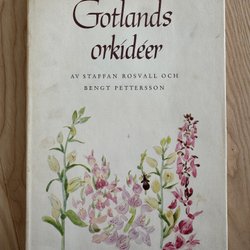 Gotlands
orkidéer
AV STAFFAN ROSVALL OCH
BENGT PETTERSSON